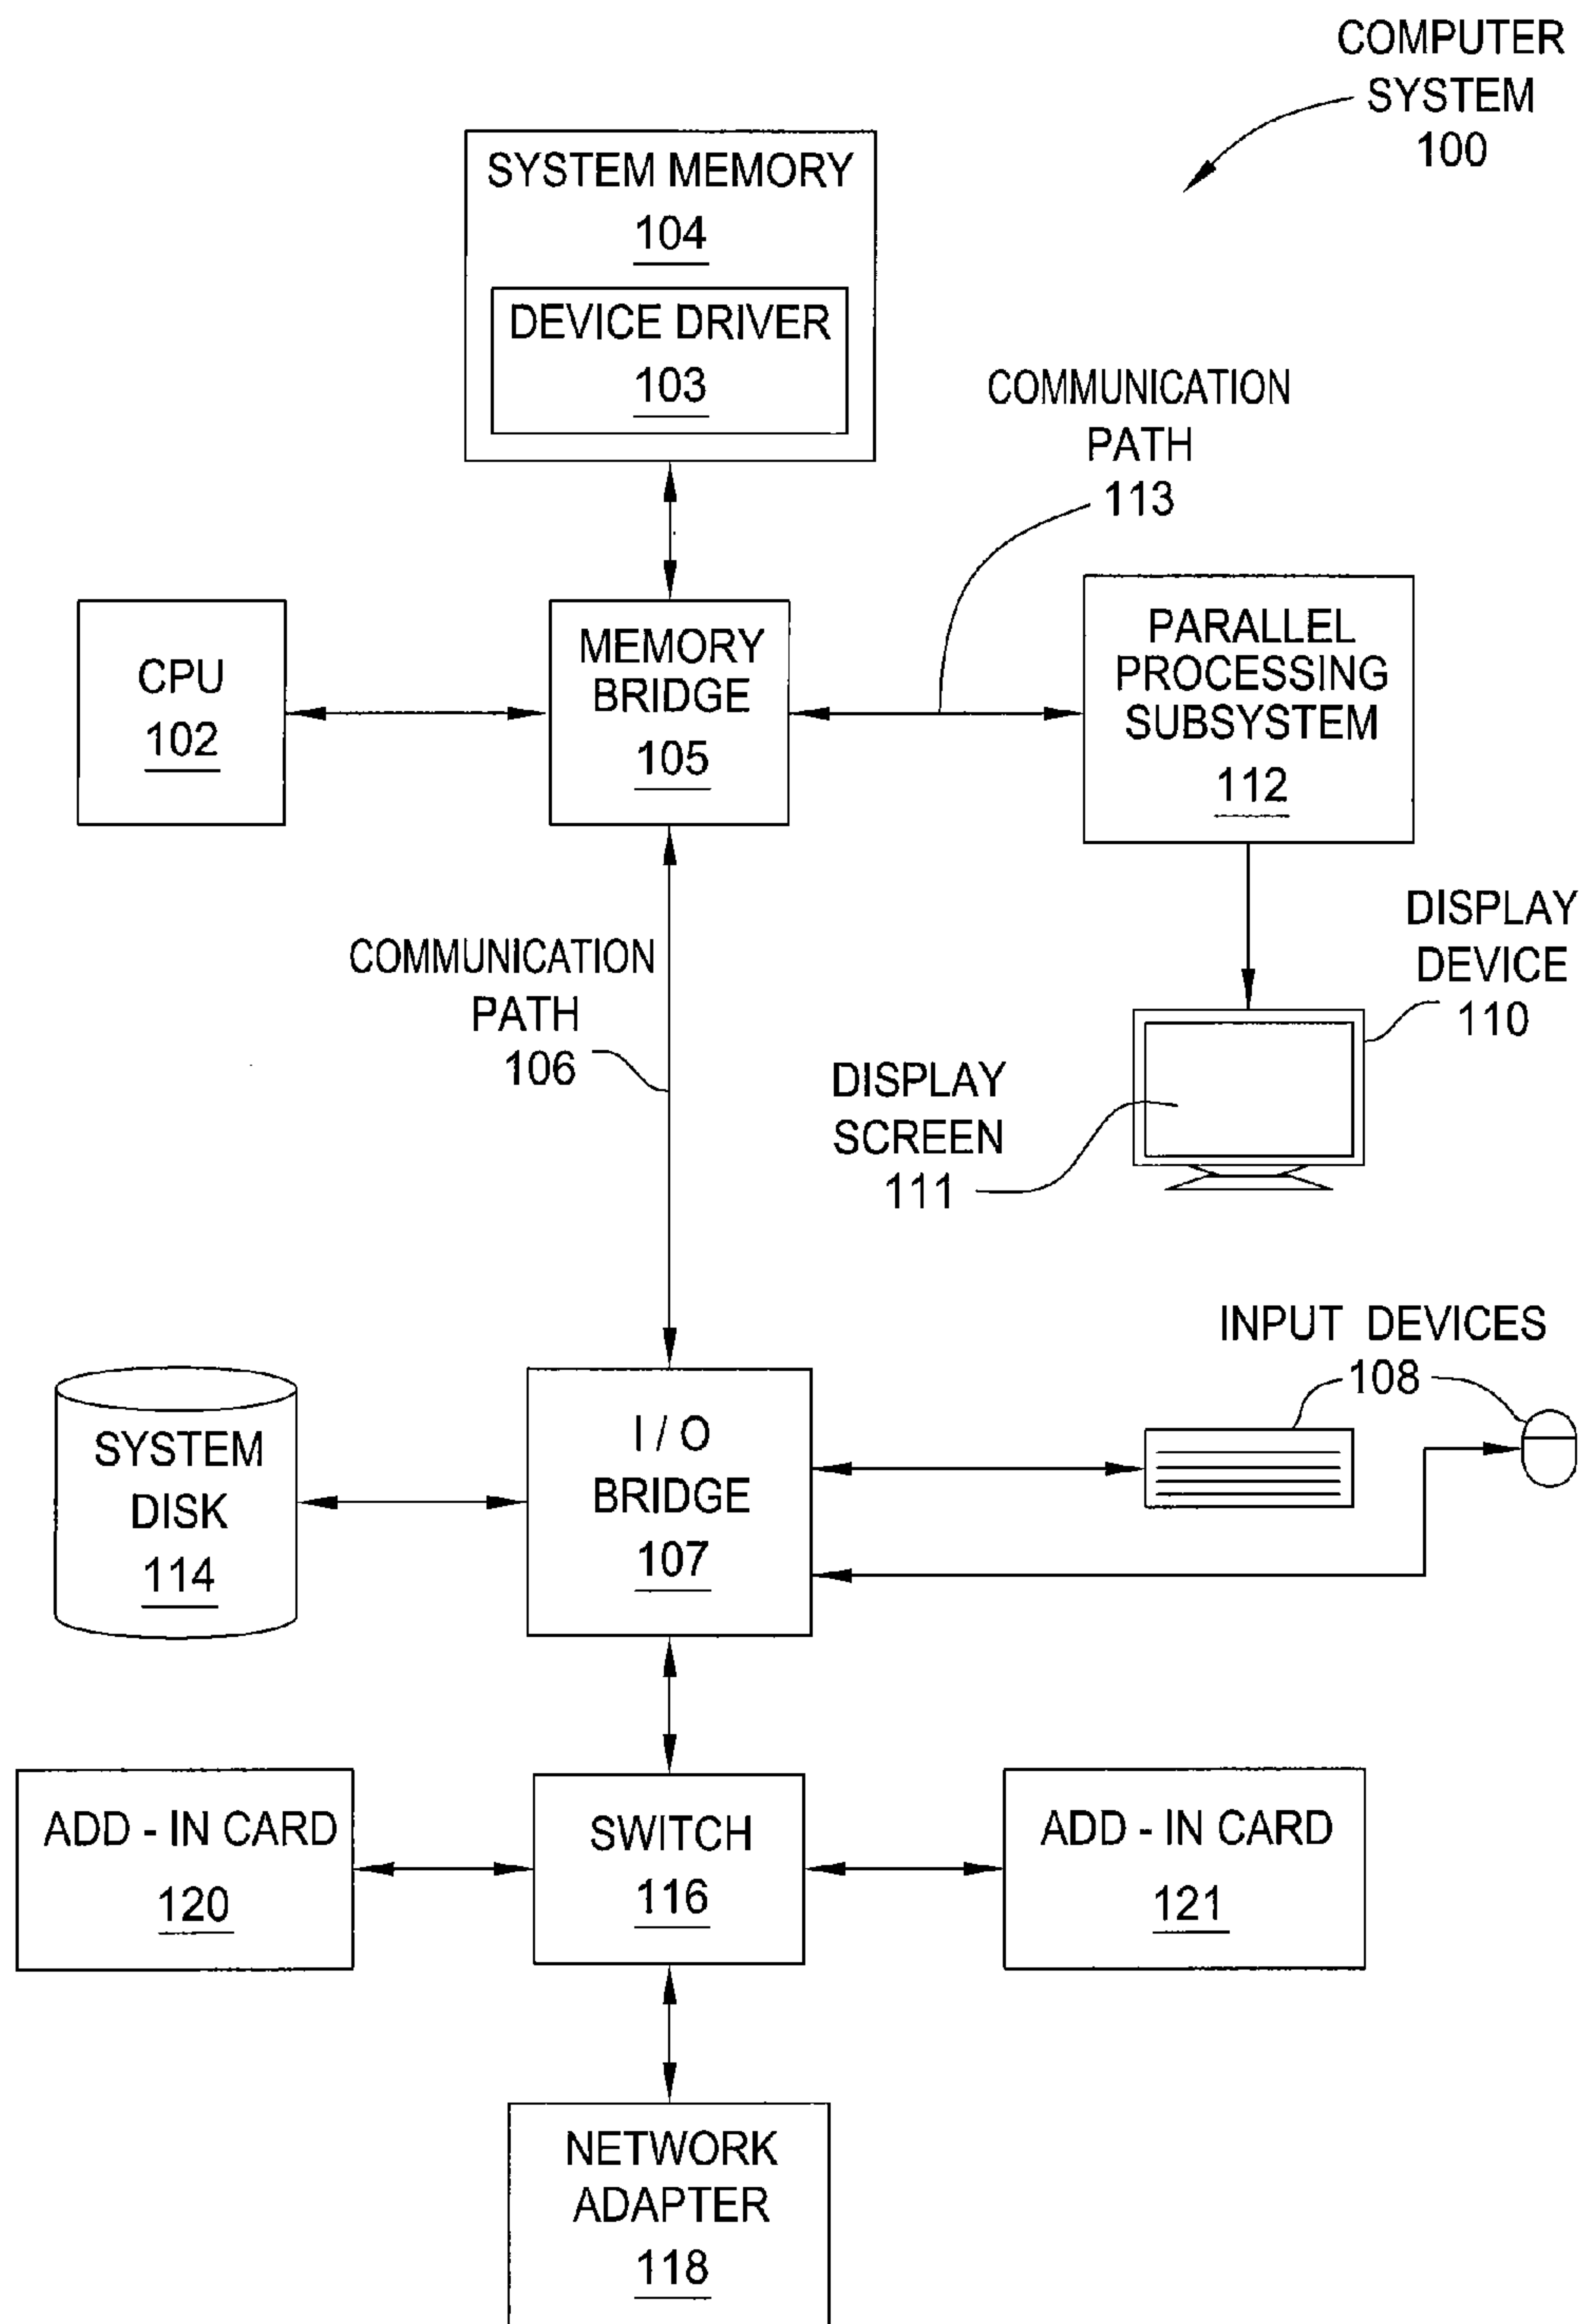 COMPUTER
SYSTEM
100
SYSTEM MEMORY
104
DEVICE DRIVER
103
COMMUNICATION
PATH
113
CPU
102
MEMORY
BRIDGE
105
PARALLEL
PROCESSING
SUBSYSTEM
112
COMMUNICATION
PATH
106
DISPLAY
DEVICE
110
DISPLAY
SCREEN
111
INPUT DEVICES
108
SYSTEM
DISK
114
I / O
BRIDGE
107
ADD - IN CARD
120
SWITCH
116
ADD - IN CARD
121
NETWORK
ADAPTER
118